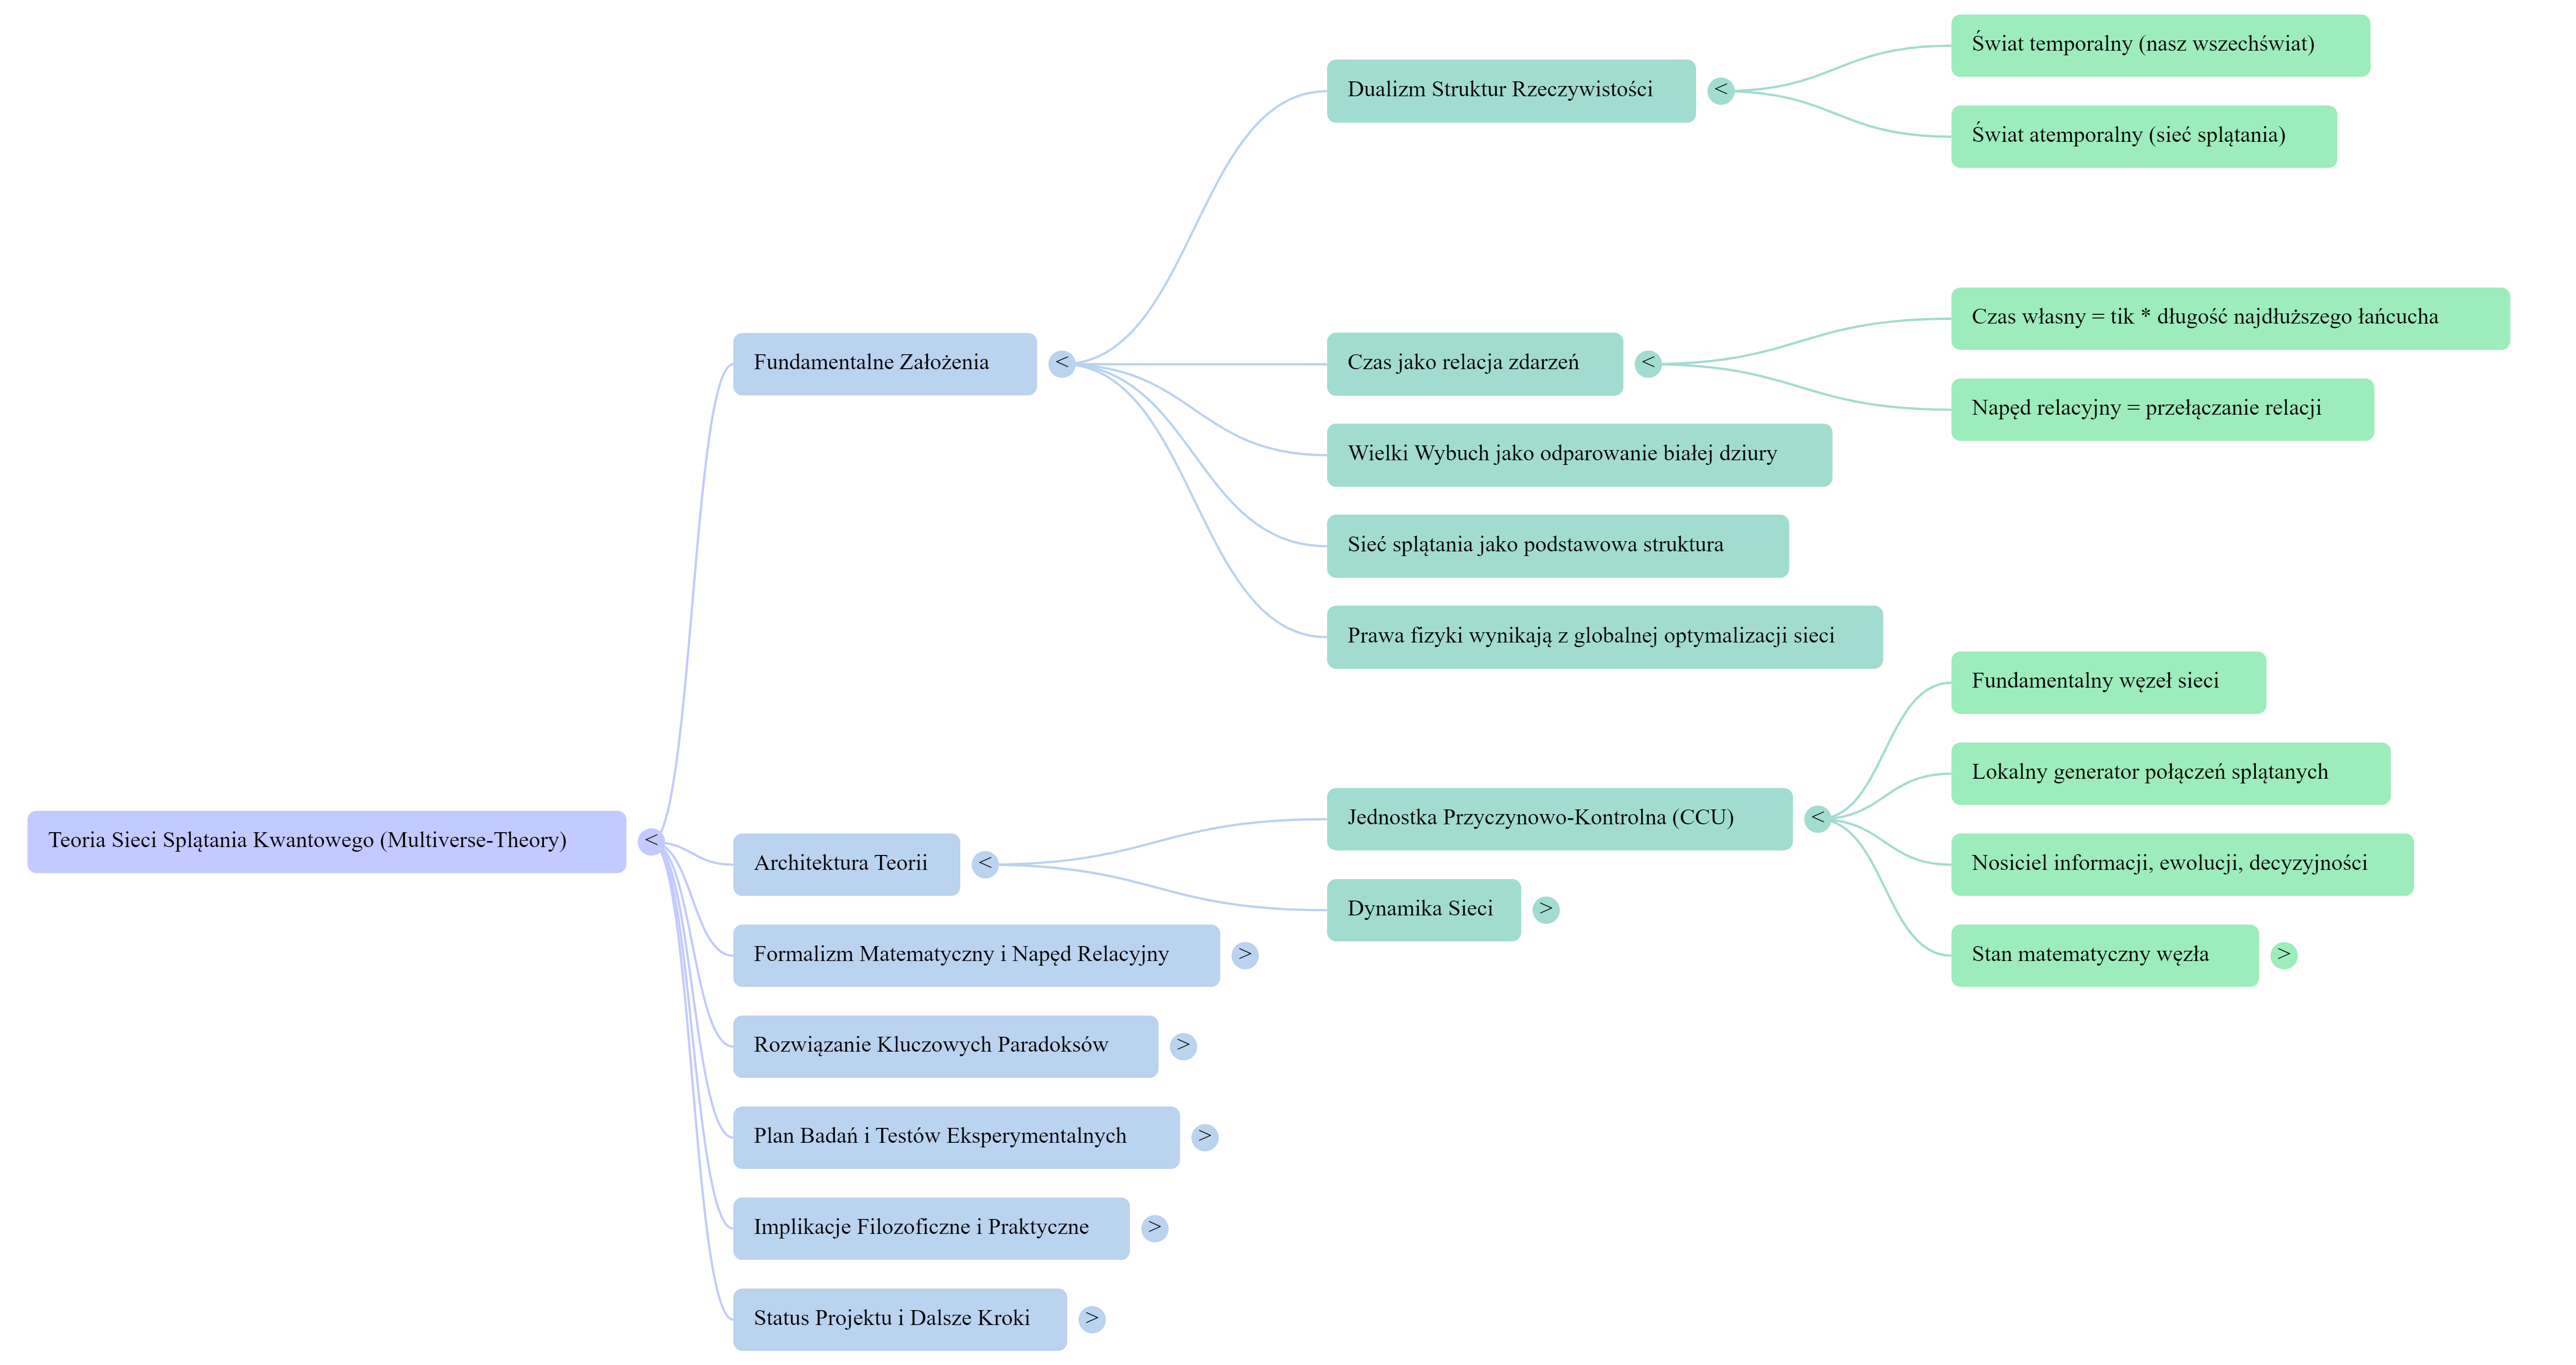 Teoria Sieci Splątania Kwantowego (Multiverse-Theory)
<
Fundamentalne Założenia
<
Dualizm Struktur Rzeczywistości
<
Świat temporalny (nasz wszechświat)
Świat atemporalny (sieć splątania)
Czas jako relacja zdarzeń
<
Czas własny = tik * długość najdłuższego łańcucha
Napęd relacyjny = przełączanie relacji
Wielki Wybuch jako odparowanie białej dziury
Sieć splątania jako podstawowa struktura
Prawa fizyki wynikają z globalnej optymalizacji sieci
Architektura Teorii
<
Jednostka Przyczynowo-Kontrolna (CCU)
<
Fundamentalny węzeł sieci
Lokalny generator połączeń splątanych
Nosiciel informacji, ewolucji, decyzyjności
Stan matematyczny węzła
>
Dynamika Sieci
>
Formalizm Matematyczny i Napęd Relacyjny
>
Rozwiązanie Kluczowych Paradoksów
>
Plan Badań i Testów Eksperymentalnych
>
Implikacje Filozoficzne i Praktyczne
>
Status Projektu i Dalsze Kroki
>